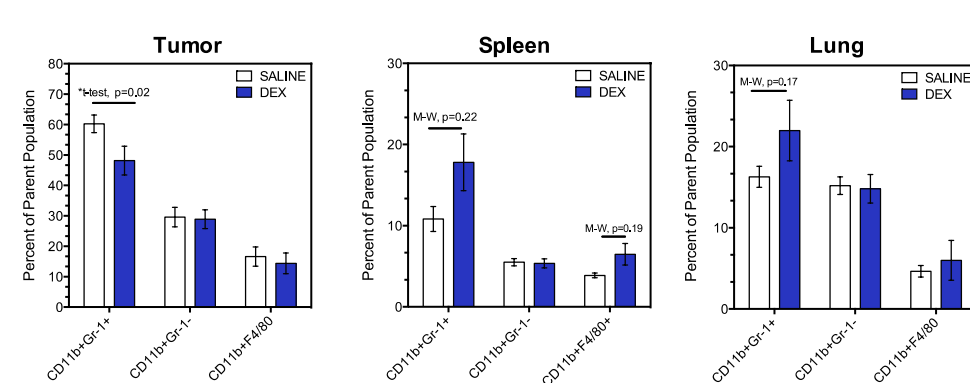 Tumor
Percent of Parent Population
80
70
60
50
40
30
20
10
0
*t-test, p=0.02
SALINE
DEX
CD11b+Gr-1+
CD11b+Gr-1-
CD11b+F4/80
Spleen
Percent of Parent Population
30
20
10
0
M-W, p=0.22
M-W, p=0.19
SALINE
DEX
CD11b+Gr-1+
CD11b+Gr-1-
CD11b+F4/80+
Lung
Percent of Parent Population
30
20
10
0
M-W, p=0.17
SALINE
DEX
CD11b+Gr-1+
CD11b+Gr-1-
CD11b+F4/80